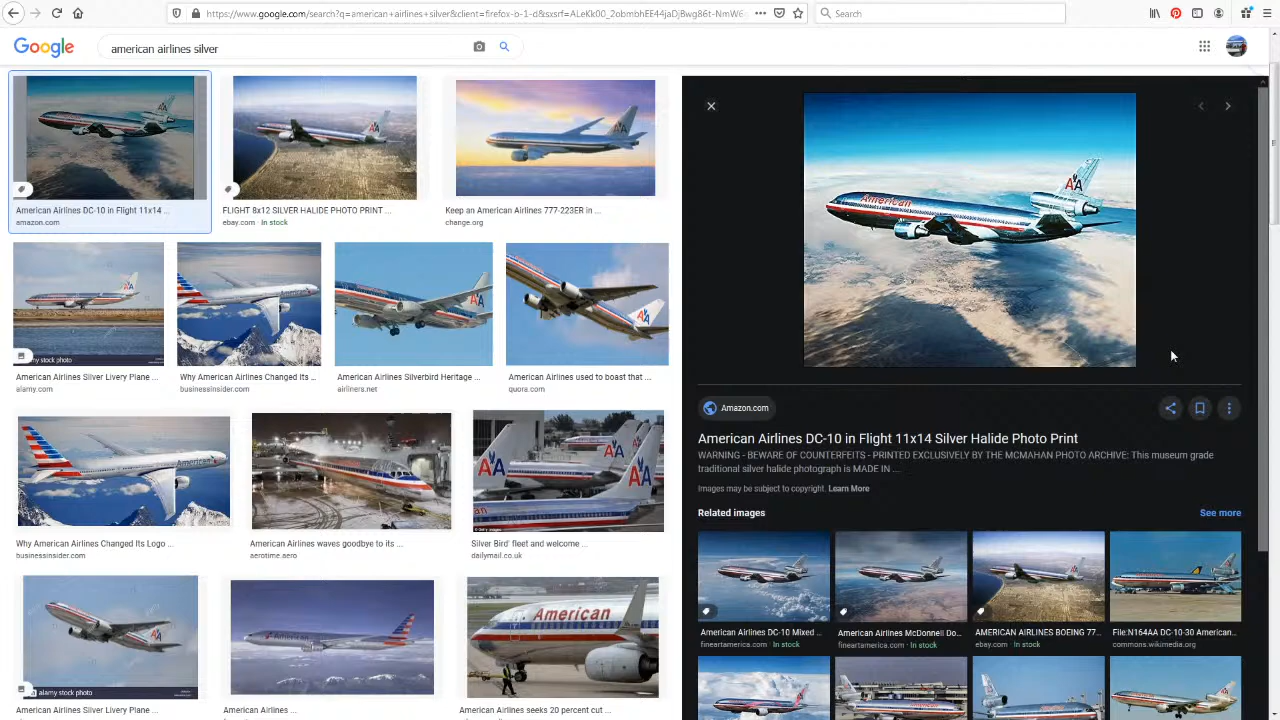 https://www.google.com/search?q=american+airlines+silver&client=firefox-o-1-d&sxsrf=ALeKk00_2obmbhEE44jaDjBwg86t-NmW6
Search
Google
american airlines silver
American Airlines DC-10 in Flight 11x14 ...
amazon.com
FLIGHT 8x12 SILVER HALIDE PHOTO PRINT ...
ebay.com · In stock
Keep an American Airlines 777-223ER in ...
change.org
alamy stock photo
American Airlines Silver Livery Plane ...
alamy.com
Why American Airlines Changed Its ...
businessinsider.com
American Airlines Silverbird Heritage ...
airliners.net
American Airlines used to boast that ...
quora.com
Why American Airlines Changed Its Logo ...
businessinsider.com
American Airlines waves goodbye to its ...
aerotime.aero
Silver Bird' fleet and welcome ...
dailymail.co.uk
American
American
alamy stock photo
American Airlines Silver Livery Plane ...
American Airlines ...
American Airlines seeks 20 percent cut ...
American
AA
Amazon.com
American Airlines DC-10 in Flight 11x14 Silver Halide Photo Print
WARNING - BEWARE OF COUNTERFEITS - PRINTED EXCLUSIVELY BY THE MCMAHAN PHOTO ARCHIVE: This museum grade
traditional silver halide photograph is MADE IN ...
Images may be subject to copyright. Learn More
Related images
See more
American Airlines DC-10 Mixed ...
fineartamerica.com · In stock
American Airlines McDonnell Do...
fineartamerica.com · In stock
AMERICAN AIRLINES BOEING 77...
ebay.com · In stock
File:N164AA DC-10-30 American...
commons.wikimedia.org